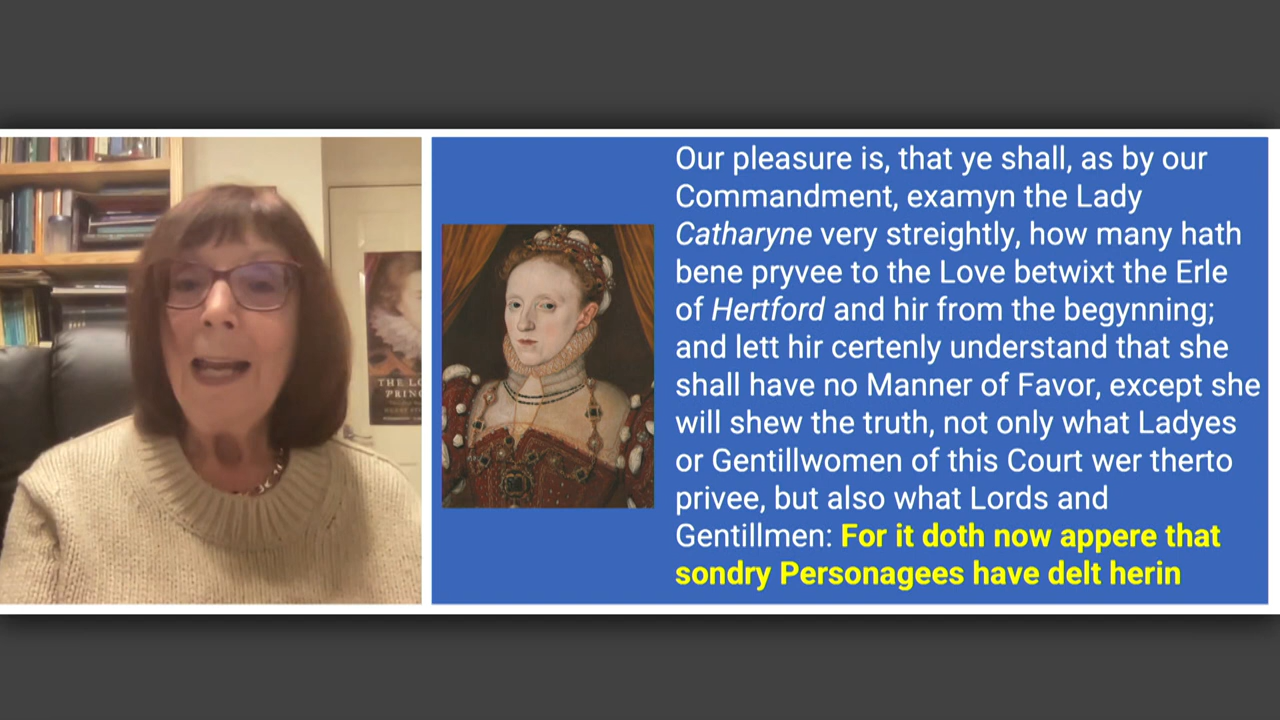 Our pleasure is, that ye shall, as by our
Commandment, examyn the Lady
Catharyne very streightly, how many hath
bene pryvee to the Love betwixt the Erle
of Hertford and hir from the begynning;
and lett hir certenly understand that she
shall have no Manner of Favor, except she
will shew the truth, not only what Ladyes
or Gentillwomen of this Court wer therto
privee, but also what Lords and
Gentillmen: For it doth now appere that
sondry Personagees have delt herin
THE LO
PRIN